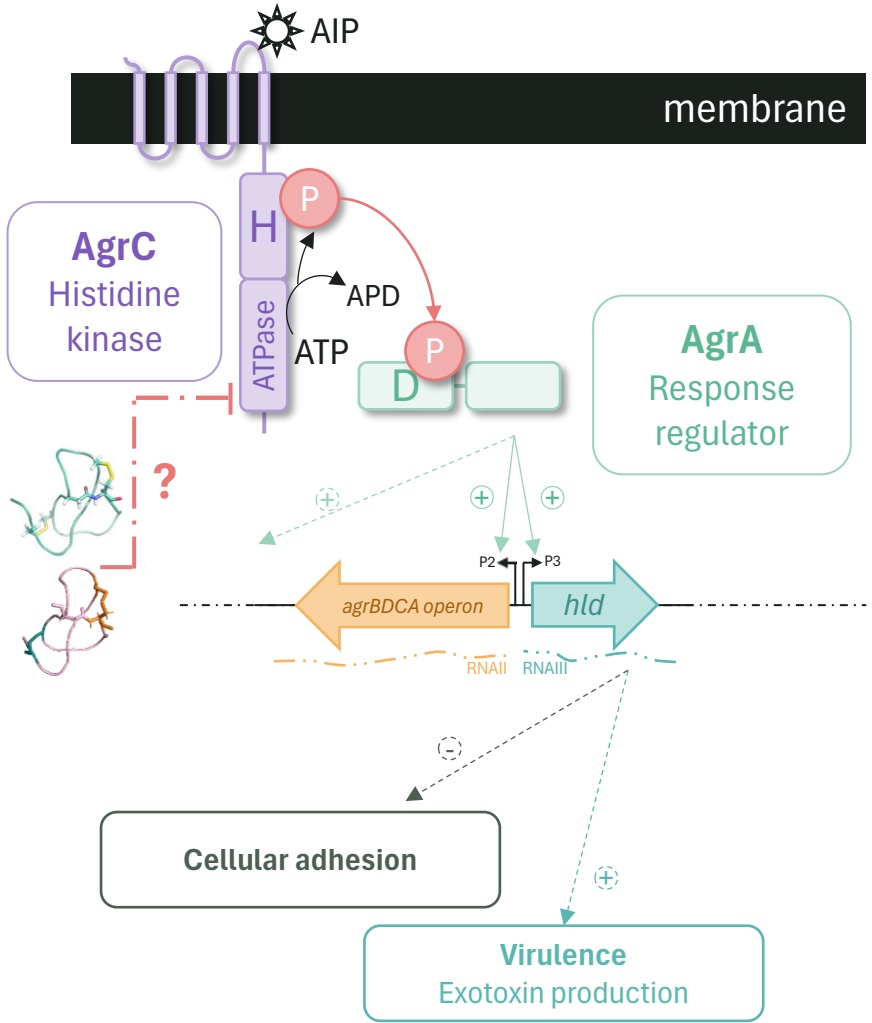 AIP
membrane
P
H
AgrC
Histidine
kinase
APD
ATPase
ATP
P
D
AgrA
Response
regulator
?
+
+
+
P2
P3
agrBDCA operon
hld
RNAII
RNAIII
-
Cellular adhesion
+
Virulence
Exotoxin production